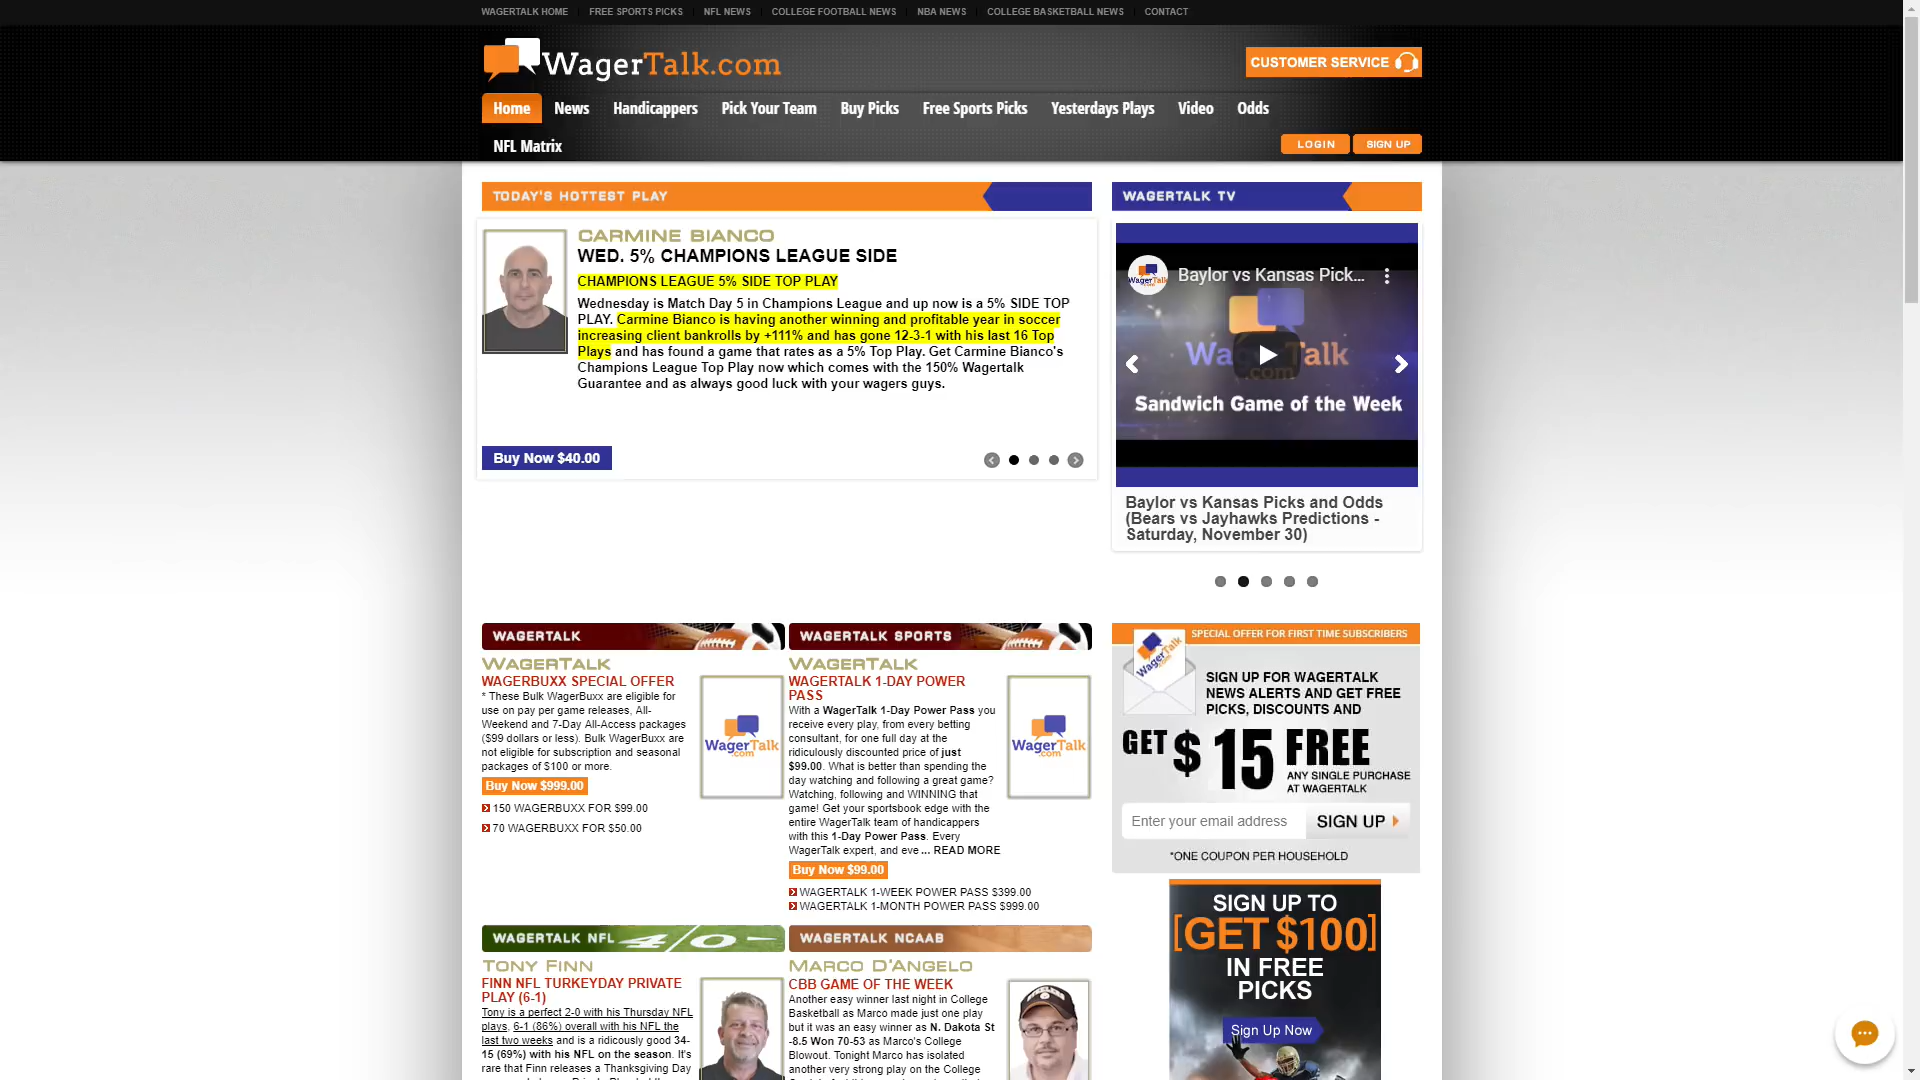 WAGERTALK HOME FREE SPORTS PICKS NFL NEWS COLLEGE FOOTBALL NEWS NBA NEWS COLLEGE BASKETBALL NEWS CONTACT
WagerTalk.com
CUSTOMER SERVICE
Home News Handicappers Pick Your Team Buy Picks Free Sports Picks Yesterdays Plays Video Odds
NFL Matrix
LOGIN SIGN UP
TODAY'S HOTTEST PLAY
CARMINE BIANCO
WED. 5% CHAMPIONS LEAGUE SIDE
CHAMPIONS LEAGUE 5% SIDE TOP PLAY
Wednesday is Match Day 5 in Champions League and up now is a 5% SIDE TOP
PLAY. Carmine Bianco is having another winning and profitable year in soccer
increasing client bankrolls by +111% and has gone 12-3-1 with his last 16 Top
Plays and has found a game that rates as a 5% Top Play. Get Carmine Bianco's
Champions League Top Play now which comes with the 150% Wagertalk
Guarantee and as always good luck with your wagers guys.
Buy Now $40.00
WAGERTALK TV
WagerTalk
Baylor vs Kansas Pick...
WagerTalk
.com
Sandwich Game of the Week
Baylor vs Kansas Picks and Odds
(Bears vs Jayhawks Predictions -
Saturday, November 30)
WAGERTALK
WAGERTALK
WAGERBUXX SPECIAL OFFER
* These Bulk WagerBuxx are eligible for
use on pay per game releases, All-
Weekend and 7-Day All-Access packages
($99 dollars or less). Bulk WagerBuxx are
not eligible for subscription and seasonal
packages of $100 or more.
WagerTalk
.com
Buy Now $999.00
150 WAGERBUXX FOR $99.00
70 WAGERBUXX FOR $50.00
WAGERTALK SPORTS
WAGERTALK
WAGERTALK 1-DAY POWER
PASS
With a WagerTalk 1-Day Power Pass you
receive every play, from every betting
consultant, for one full day at the
ridiculously discounted price of just
$99.00. What is better than spending the
day watching and following a great game?
Watching, following and WINNING that
game! Get your sportsbook edge with the
entire WagerTalk team of handicappers
with this 1-Day Power Pass. Every
WagerTalk expert, and eve... READ MORE
WagerTalk
.com
Buy Now $99.00
WAGERTALK 1-WEEK POWER PASS $399.00
WAGERTALK 1-MONTH POWER PASS $999.00
SPECIAL OFFER FOR FIRST TIME SUBSCRIBERS
WagerTalk
SIGN UP FOR WAGERTALK
NEWS ALERTS AND GET FREE
PICKS, DISCOUNTS AND
GET $15 FREE
ANY SINGLE PURCHASE
AT WAGERTALK
Enter your email address SIGN UP
*ONE COUPON PER HOUSEHOLD
WAGERTALK NFL
TONY FINN
FINN NFL TURKEYDAY PRIVATE
PLAY (6-1)
Tony is a perfect 2-0 with his Thursday NFL
plays, 6-1 (86%) overall with his NFL the
last two weeks and is a ridiculously good 34-
15 (69%) with his NFL on the season. It's
rare that Finn releases a Thanksgiving Day
WAGERTALK NCAAB
MARCO D'ANGELO
CBB GAME OF THE WEEK
Another easy winner last night in College
Basketball as Marco made just one play
but it was an easy winner as N. Dakota St
-8.5 Won 70-53 as Marco's College
Blowout. Tonight Marco has isolated
another very strong play on the College
SIGN UP TO
[GET $100]
IN FREE
PICKS
Sign Up Now